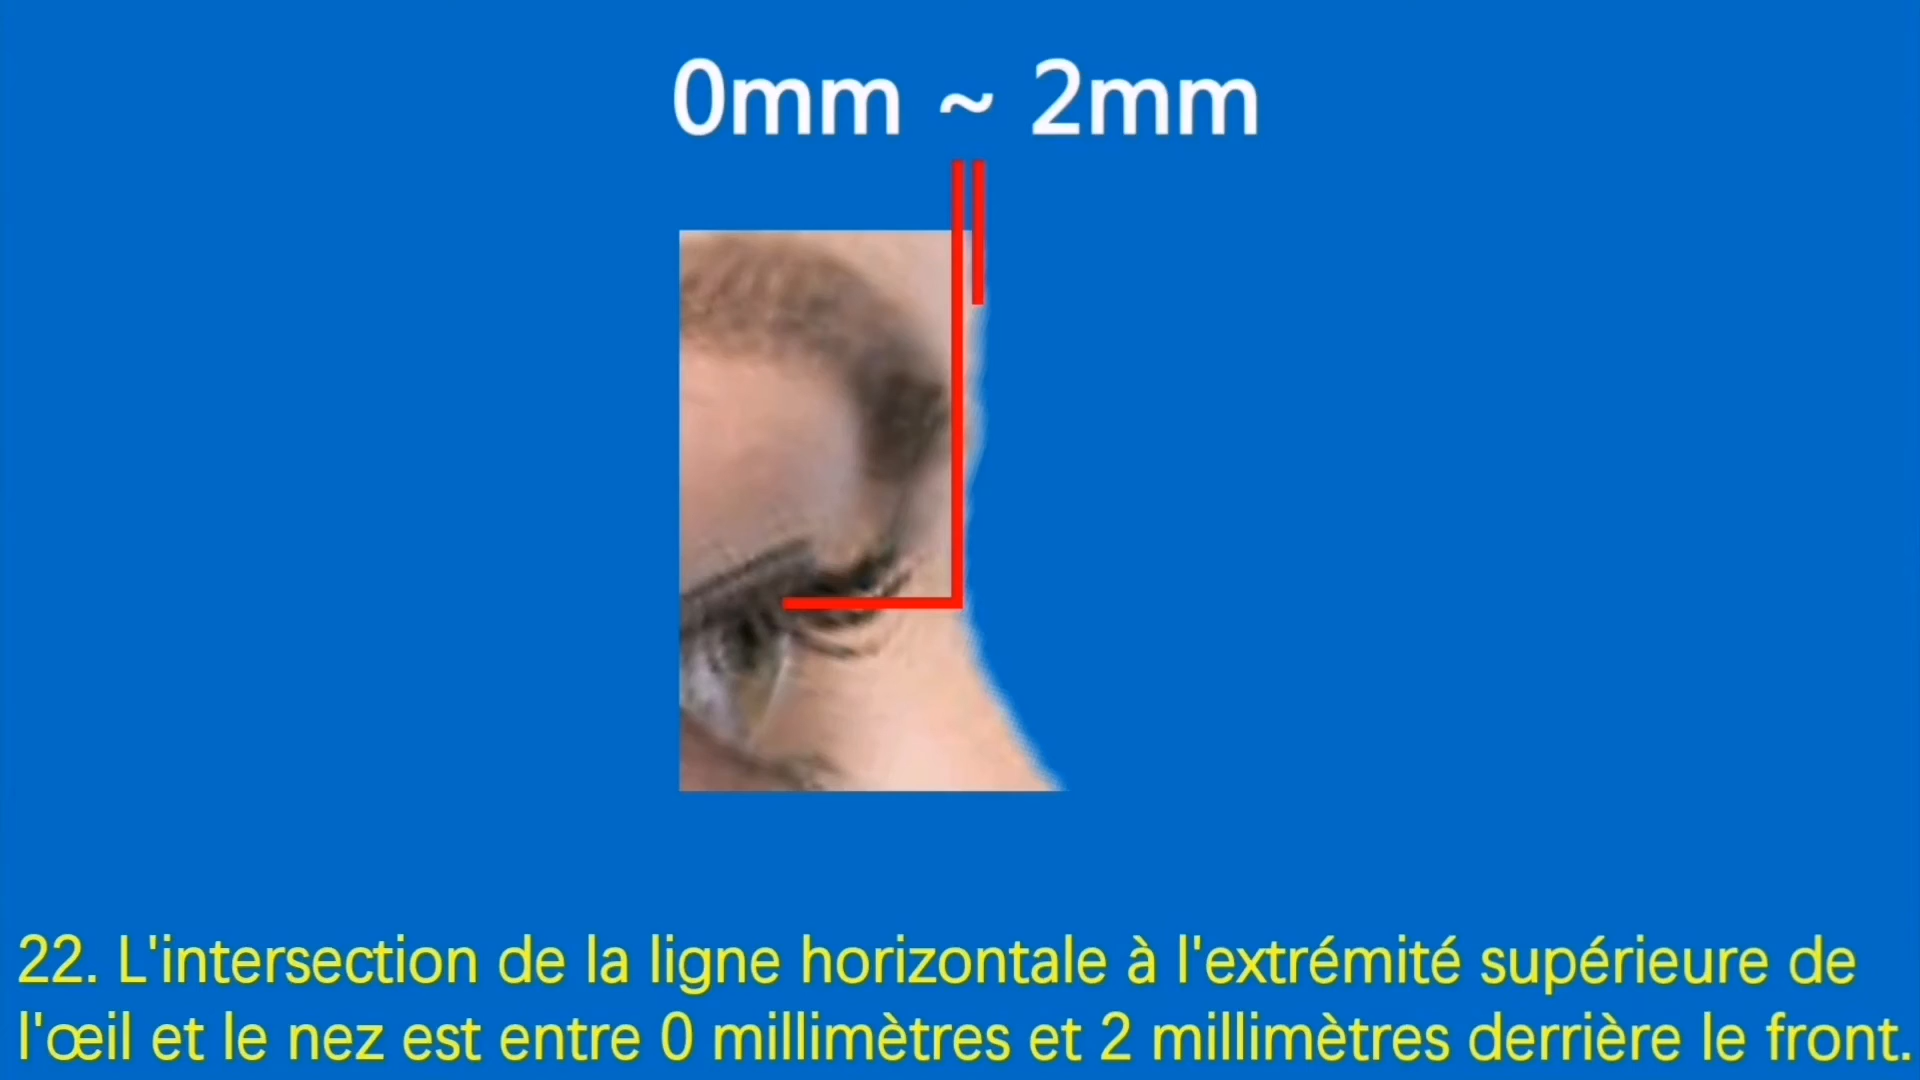 0mm ~ 2mm
22. L'intersection de la ligne horizontale à l'extrémité supérieure de
l'œil et le nez est entre 0 millimètres et 2 millimètres derrière le front.